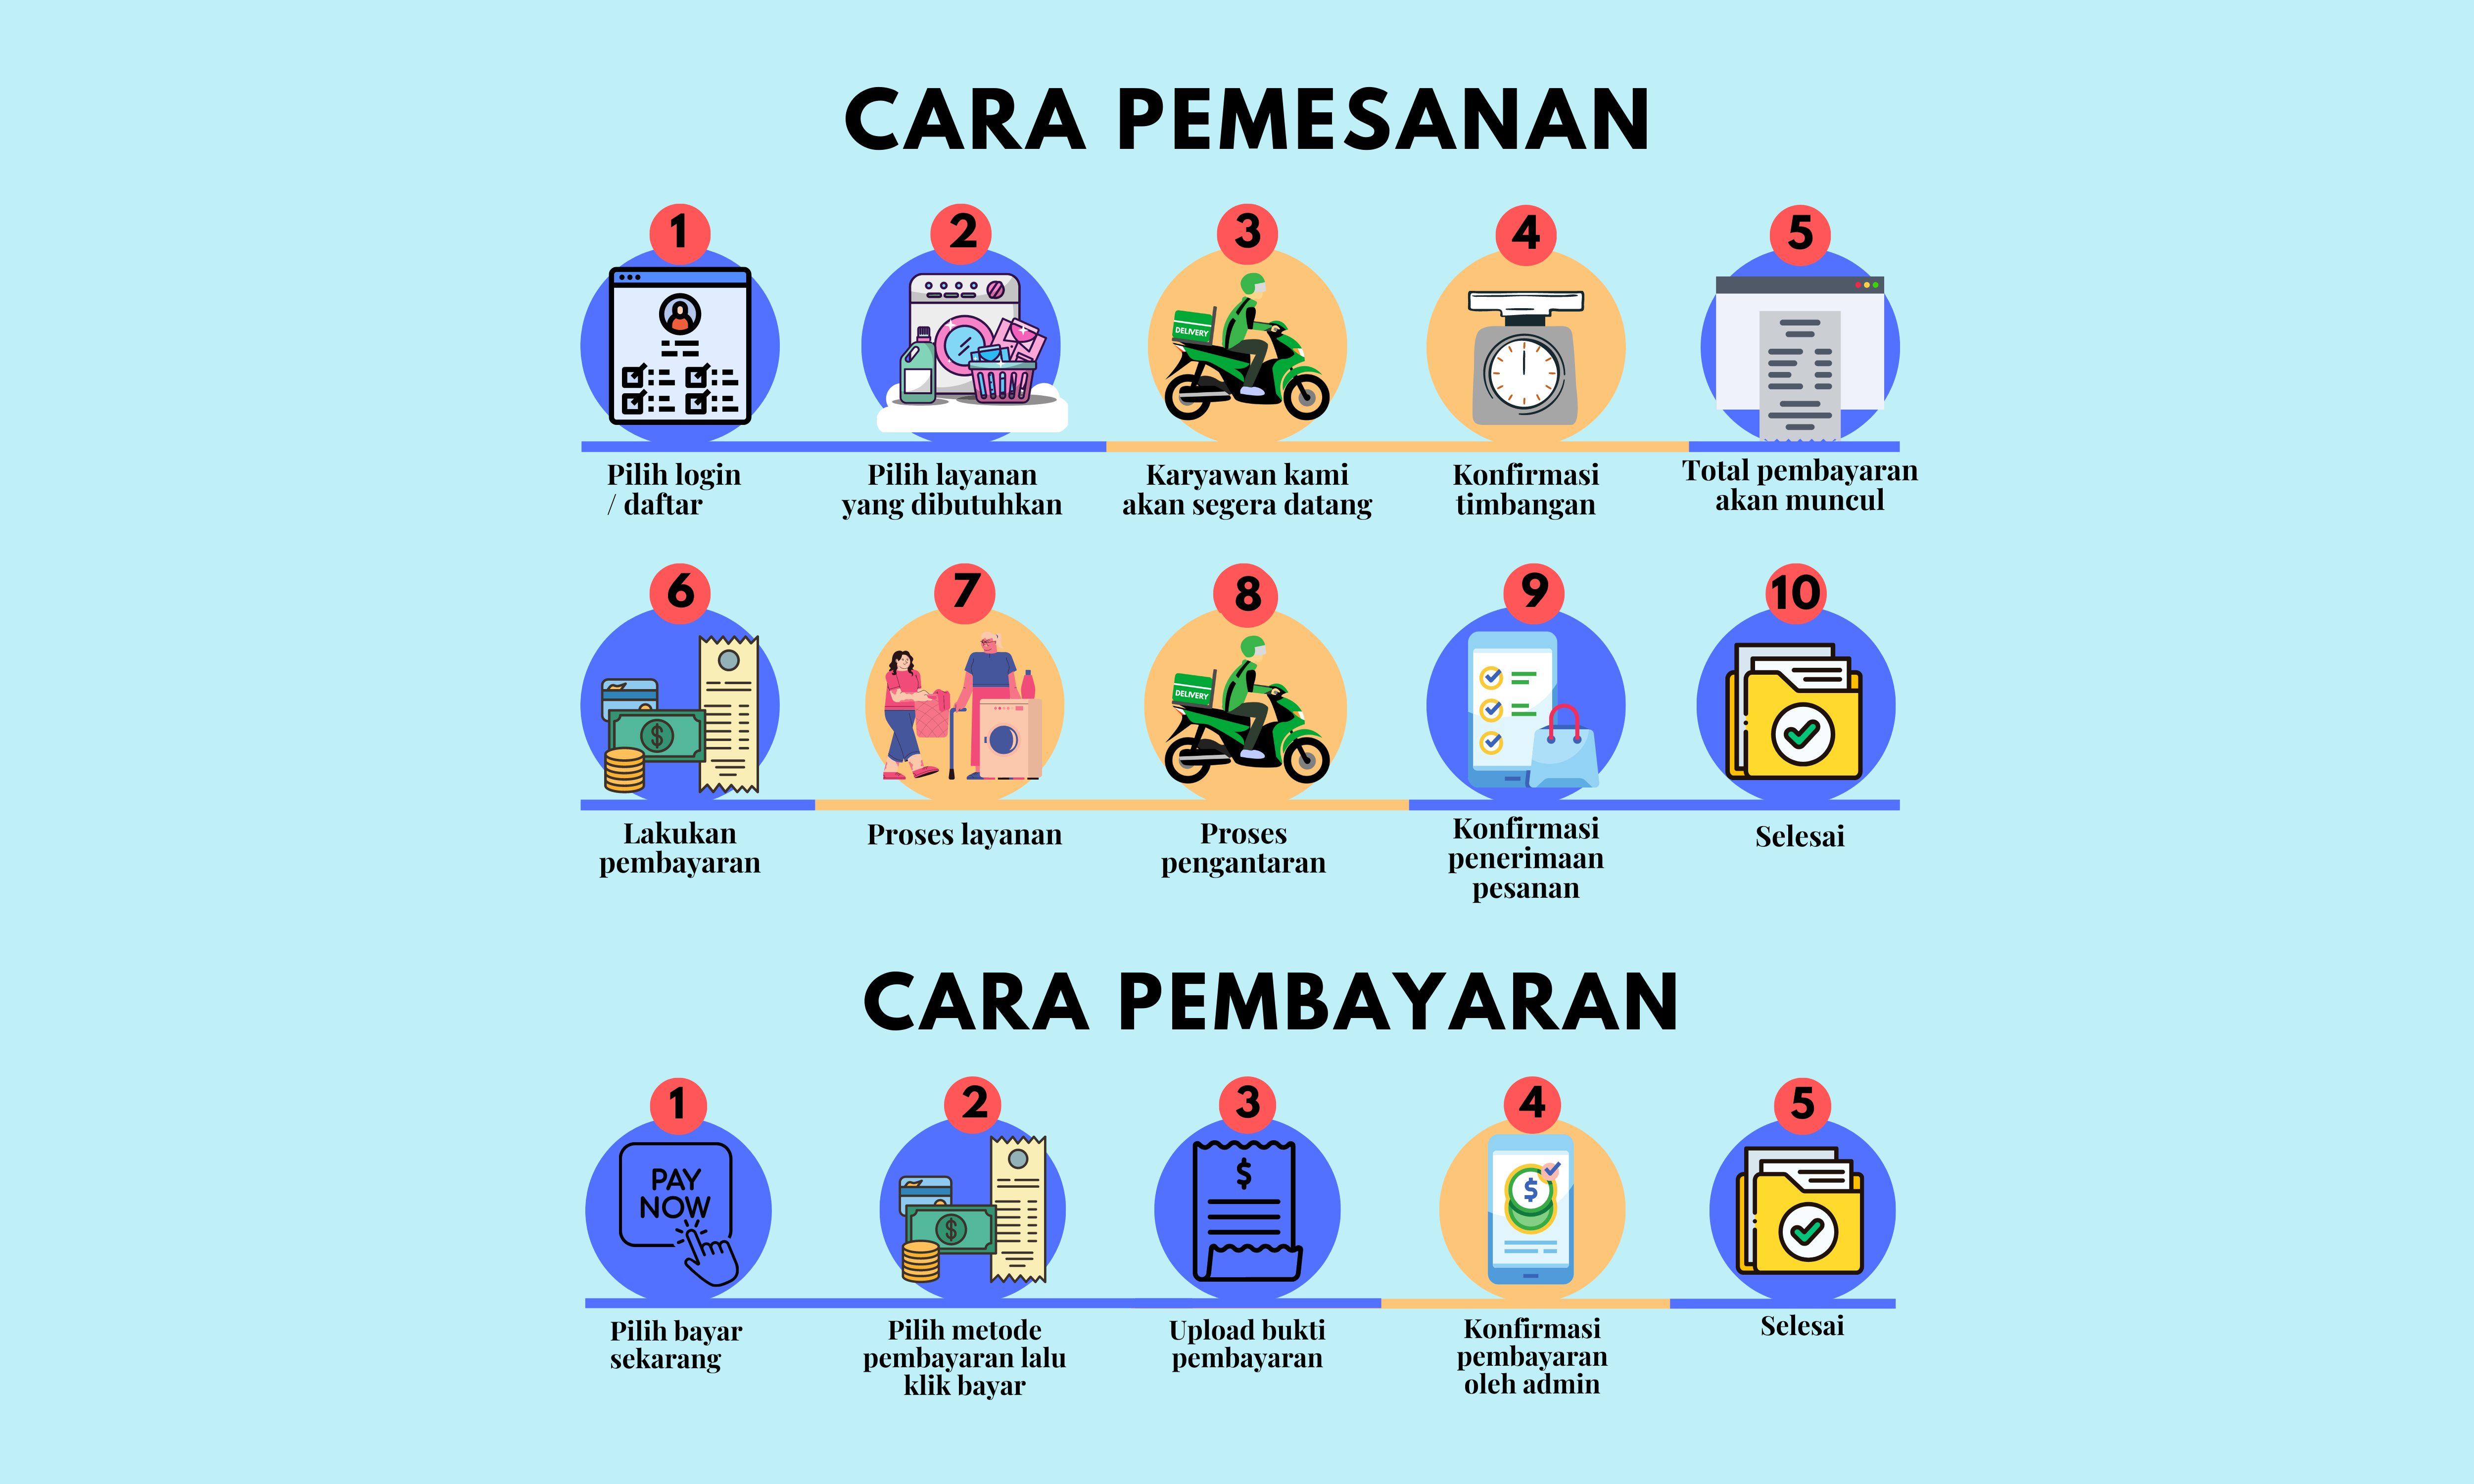 CARA PEMESANAN
1
2
3
4
5
DELIVERY
Pilih login
/ daftar
Pilih layanan
yang dibutuhkan
Karyawan kami
akan segera datang
Konfirmasi
timbangan
Total pembayaran
akan muncul
6
7
8
9
10
$
DELIVERY
Lakukan
pembayaran
Proses layanan
Proses
pengantaran
Konfirmasi
penerimaan
pesanan
Selesai
CARA PEMBAYARAN
1
2
3
4
5
PAY
NOW
$
$
$
Pilih bayar
sekarang
Pilih metode
pembayaran lalu
klik bayar
Upload bukti
pembayaran
Konfirmasi
pembayaran
oleh admin
Selesai